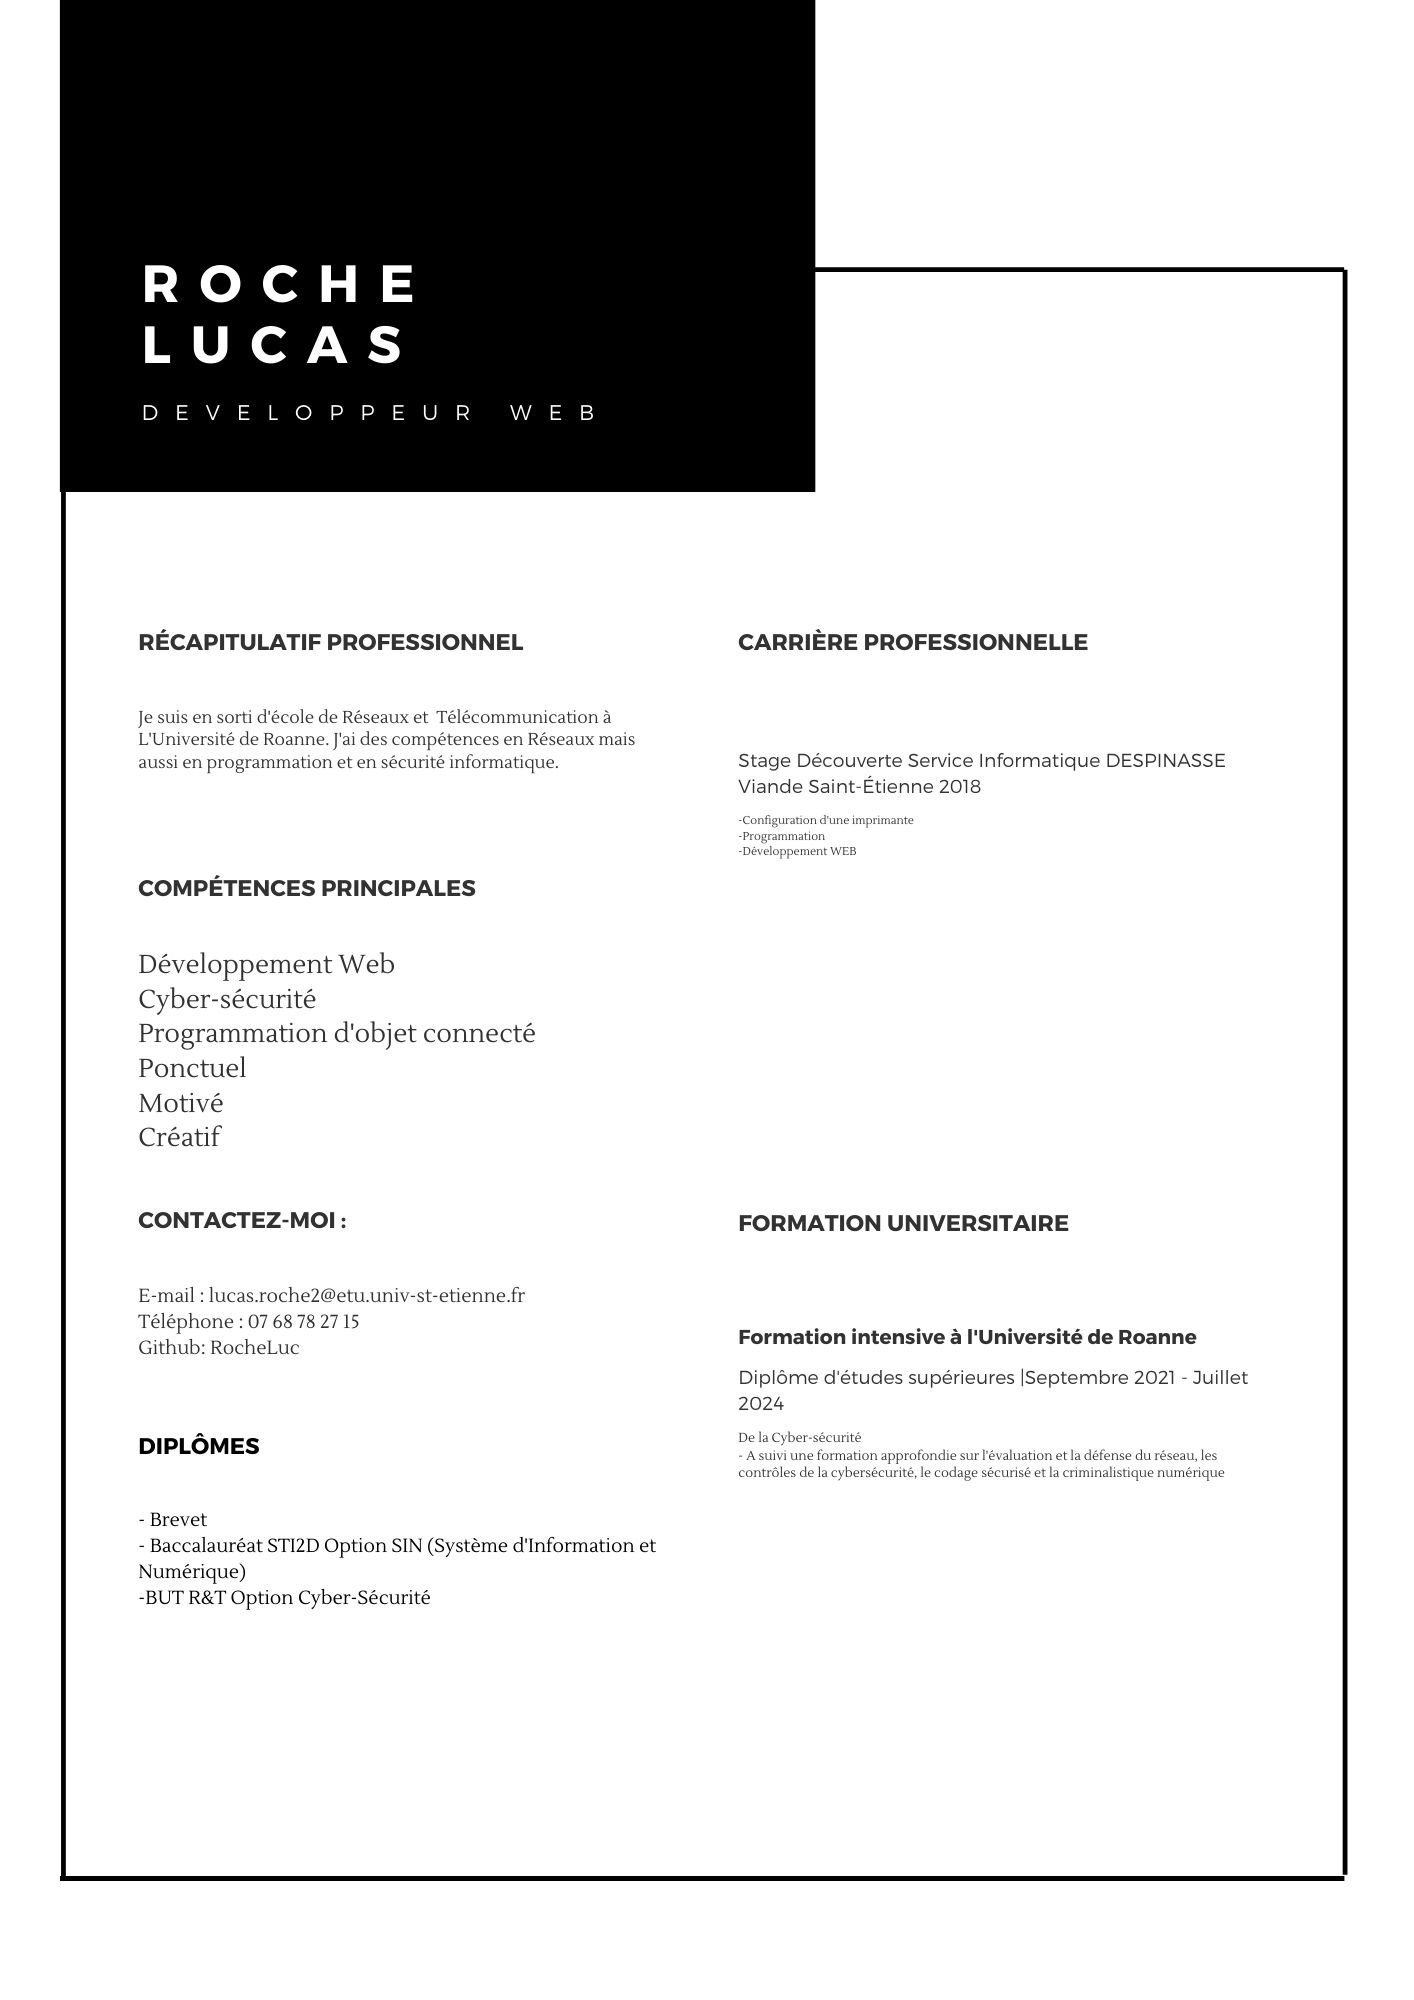 ROCHE
LUCAS
DEVELOPPEUR WEB
RÉCAPITULATIF PROFESSIONNEL
Je suis en sorti d'école de Réseaux et Télécommunication à
L'Université de Roanne. J'ai des compétences en Réseaux mais
aussi en programmation et en sécurité informatique.
COMPÉTENCES PRINCIPALES
Développement Web
Cyber-sécurité
Programmation d'objet connecté
Ponctuel
Motivé
Créatif
CONTACTEZ-MOI :
E-mail : lucas.roche2@etu.univ-st-etienne.fr
Téléphone : 07 68 78 27 15
Github: RocheLuc
DIPLÔMES
- Brevet
- Baccalauréat STI2D Option SIN (Système d'Information et
Numérique)
-BUT R&T Option Cyber-Sécurité
CARRIÈRE PROFESSIONNELLE
Stage Découverte Service Informatique DESPINASSE
Viande Saint-Étienne 2018
-Configuration d'une imprimante
-Programmation
-Développement WEB
FORMATION UNIVERSITAIRE
Formation intensive à l'Université de Roanne
Diplôme d'études supérieures |Septembre 2021 - Juillet
2024
De la Cyber-sécurité
- A suivi une formation approfondie sur l'évaluation et la défense du réseau, les
contrôles de la cybersécurité, le codage sécurisé et la criminalistique numérique